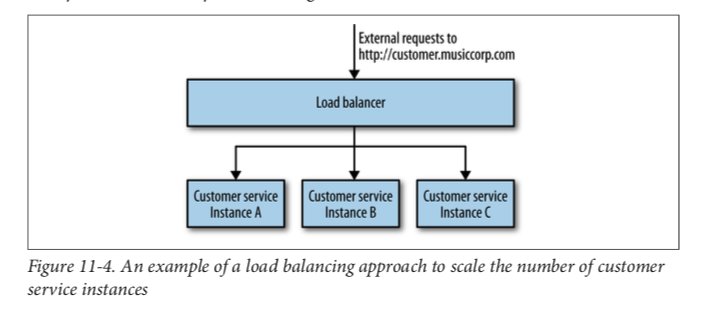 External requests to
http://customer.musiccorp.com
Load balancer
Customer service
Instance A
Customer service
Instance B
Customer service
Instance C
Figure 11-4. An example of a load balancing approach to scale the number of customer
service instances